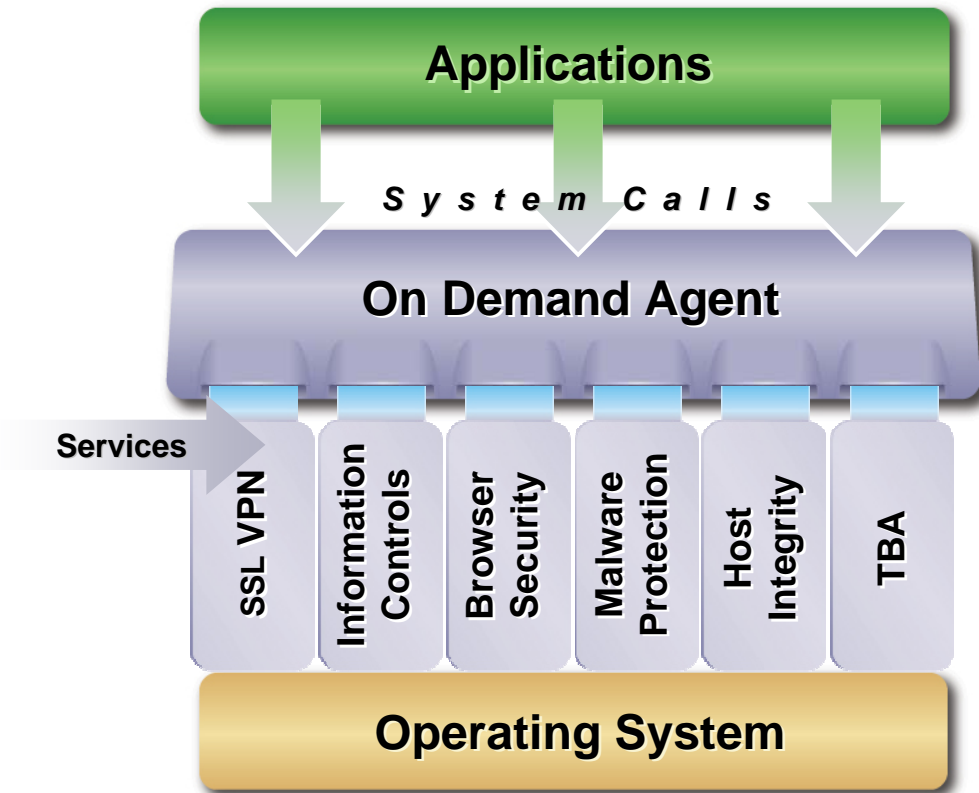 Applications
System Calls
On Demand Agent
Services
SSL VPN
Information
Controls
Browser
Security
Malware
Protection
Host
Integrity
TBA
Operating System